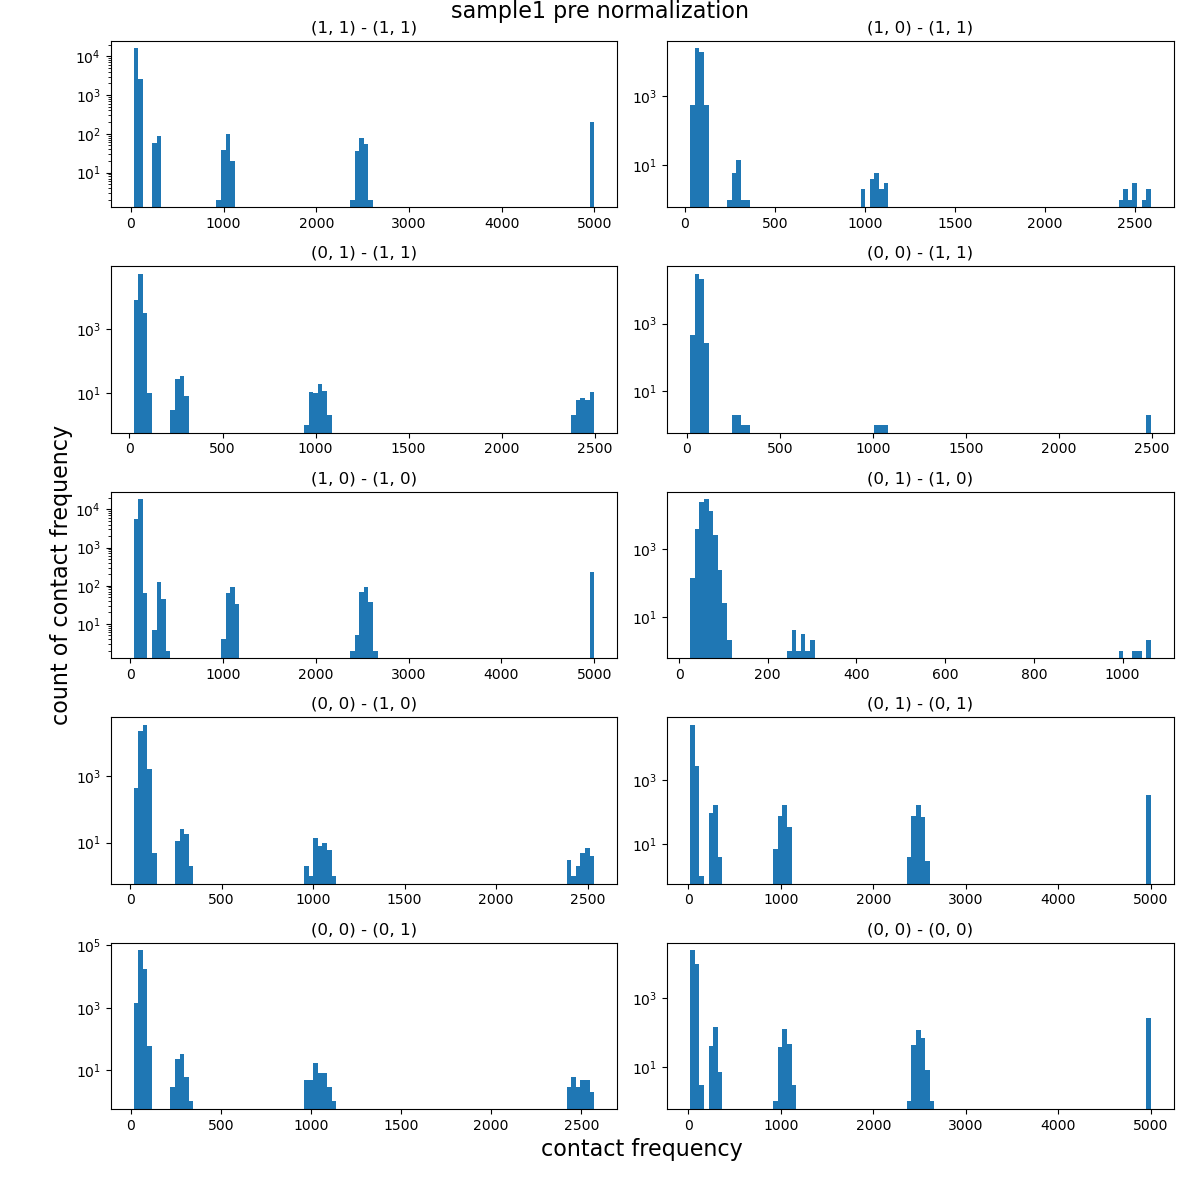 sample1 pre normalization
(1, 1) - (1, 1)
10^4
10^3
10^2
10^1
0 1000 2000 3000 4000 5000
(1, 0) - (1, 1)
10^3
10^1
0 500 1000 1500 2000 2500
(0, 1) - (1, 1)
10^3
10^1
0 500 1000 1500 2000 2500
(0, 0) - (1, 1)
10^3
10^1
0 500 1000 1500 2000 2500
count of contact frequency
(1, 0) - (1, 0)
10^4
10^3
10^2
10^1
0 1000 2000 3000 4000 5000
(0, 1) - (1, 0)
10^3
10^1
0 200 400 600 800 1000
(0, 0) - (1, 0)
10^3
10^1
0 500 1000 1500 2000 2500
(0, 1) - (0, 1)
10^3
10^1
0 1000 2000 3000 4000 5000
(0, 0) - (0, 1)
10^5
10^3
10^1
0 500 1000 1500 2000 2500
(0, 0) - (0, 0)
10^3
10^1
0 1000 2000 3000 4000 5000
contact frequency